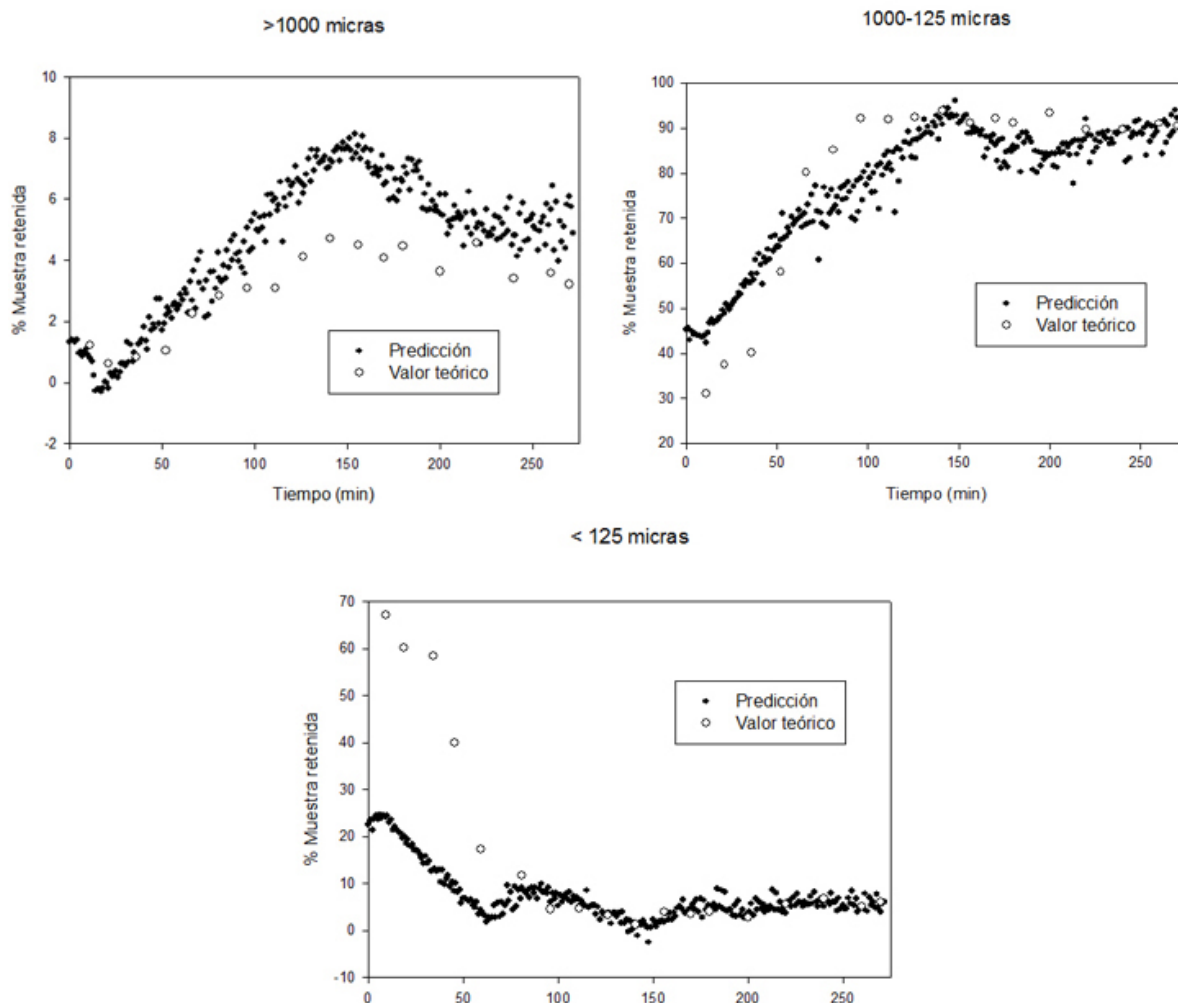 >1000 micras
10
8
6
4
2
0
-2
% Muestra retenida
Predicción
Valor teórico
0 50 100 150 200 250
Tiempo (min)
1000-125 micras
100
90
80
70
60
50
40
30
20
% Muestra retenida
Predicción
Valor teórico
0 50 100 150 200 250
Tiempo (min)
< 125 micras
70
60
50
40
30
20
10
0
-10
% Muestra retenida
Predicción
Valor teórico
0 50 100 150 200 250